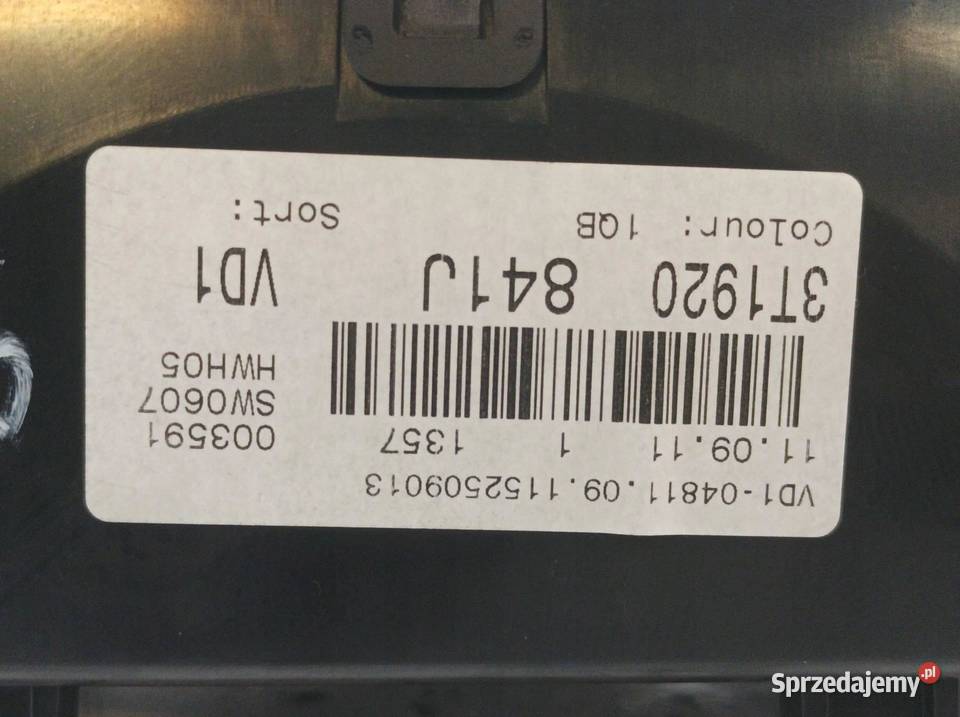 VD1-04811.09.1152509013
11.09.11 1 1357 003591
SW0607
HWH05
3T1920 841J VD1
Colour: 1QB Sort:
Sprzedajemy.pl